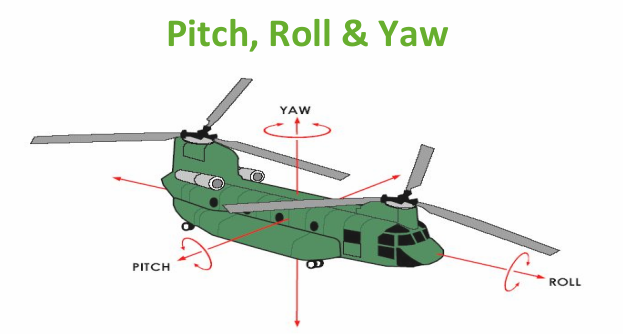 Pitch, Roll & Yaw
YAW
PITCH
ROLL